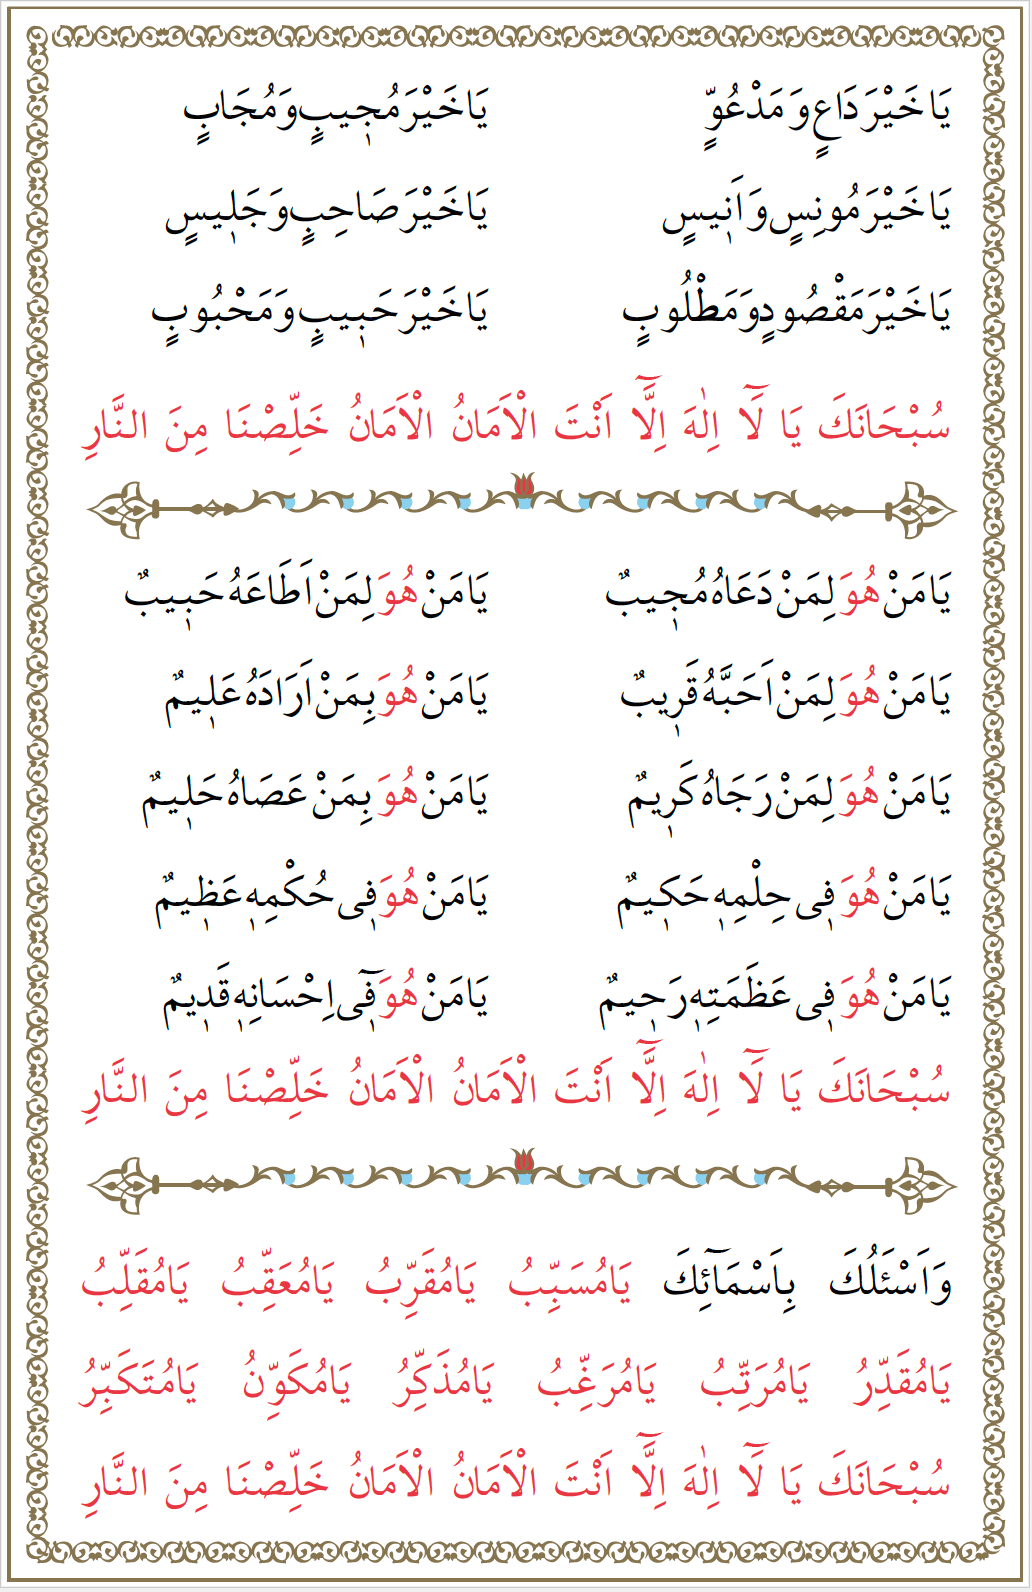 يَا خَيْرَ دَاعٍ وَ مَدْعُوٍّ يَا خَيْرَ مُجٖيبٍ وَ مُجَابٍ
يَا خَيْرَ مُونِسٍ وَ اَنٖيسٍ يَا خَيْرَ صَاحِبٍ وَ جَلٖيسٍ
يَا خَيْرَ مَقْصُودٍ وَ مَطْلُوبٍ يَا خَيْرَ حَبٖيبٍ وَ مَحْبُوبٍ
سُبْحَانَكَ يَا لَٓا اِلٰهَ اِلَّٓا اَنْتَ الْاَمَانُ الْاَمَانُ خَلِّصْنَا مِنَ النَّارِ
يَا مَنْ هُوَ لِمَنْ دَعَاهُ مُجٖيبٌ يَا مَنْ هُوَ لِمَنْ اَطَاعَهُ حَبٖيبٌ
يَا مَنْ هُوَ لِمَنْ اَحَبَّهُ قَرٖيبٌ يَا مَنْ هُوَ بِمَنْ اَرَادَهُ عَلٖيمٌ
يَا مَنْ هُوَ لِمَنْ رَجَاهُ كَرٖيمٌ يَا مَنْ هُوَ بِمَنْ عَصَاهُ حَلٖيمٌ
يَا مَنْ هُوَ فٖى حِلْمِهٖ حَكٖيمٌ يَا مَنْ هُوَ فٖى حُكْمِهٖ عَظٖيمٌ
يَا مَنْ هُوَ فٖى عَظَمَتِهٖ رَحٖيمٌ يَا مَنْ هُوَ فٖٓى اِحْسَانِهٖ قَدٖيمٌ
سُبْحَانَكَ يَا لَٓا اِلٰهَ اِلَّٓا اَنْتَ الْاَمَانُ الْاَمَانُ خَلِّصْنَا مِنَ النَّارِ
وَ اَسْئَلُكَ بِاَسْمَٓائِكَ يَا مُسَبِّبُ يَا مُقَرِّبُ يَا مُعَقِّبُ يَا مُقَلِّبُ
يَا مُقَدِّرُ يَا مُرَتِّبُ يَا مُرَغِّبُ يَا مُذَكِّرُ يَا مُكَوِّنُ يَا مُتَكَبِّرُ
سُبْحَانَكَ يَا لَٓا اِلٰهَ اِلَّٓا اَنْتَ الْاَمَانُ الْاَمَانُ خَلِّصْنَا مِنَ النَّارِ